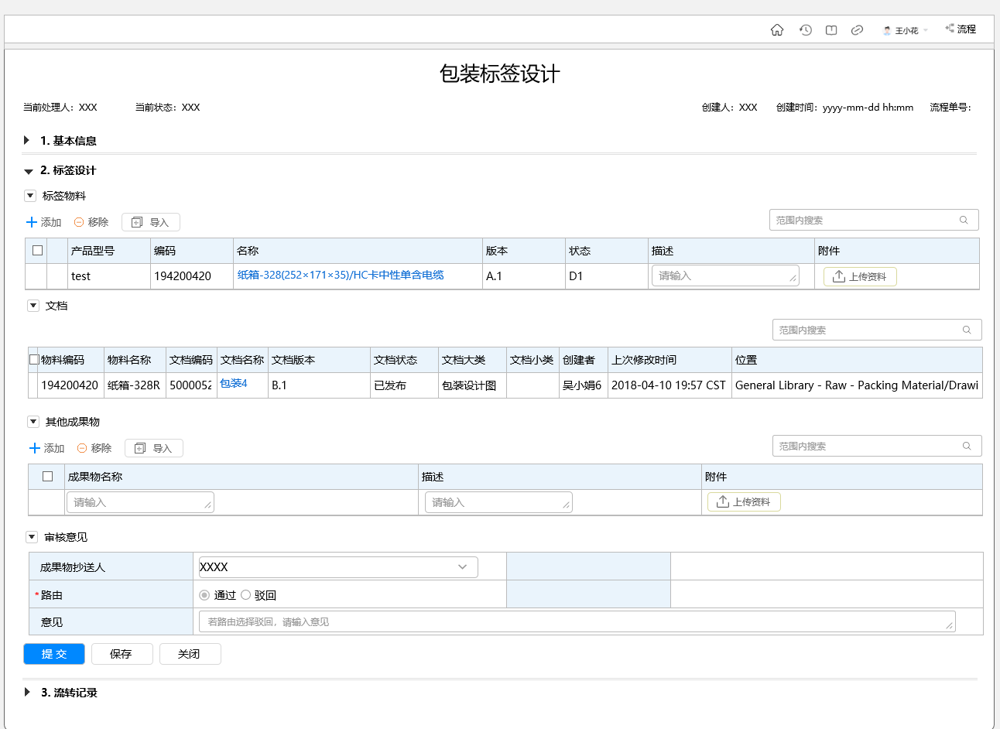 王小花 流程
包装标签设计
当前处理人：XXX 当前状态：XXX 创建人：XXX 创建时间：yyyy-mm-dd hh:mm 流程单号：
1. 基本信息
2. 标签设计
标签物料
添加 移除 导入 范围内搜索
产品型号 编码 名称 版本 状态 描述 附件
test 194200420 纸箱-328(252×171×35)/HC卡中性单含电缆 A.1 D1 请输入 上传资料
文档
范围内搜索
物料编码 物料名称 文档编码 文档名称 文档版本 文档状态 文档大类 文档小类 创建者 上次修改时间 位置
194200420 纸箱-328R 5000052 包装4 B.1 已发布 包装设计图 吴小娟6 2018-04-10 19:57 CST General Library - Raw - Packing Material/Drawi
其他成果物
添加 移除 导入 范围内搜索
成果物名称 描述 附件
请输入 请输入 上传资料
审核意见
成果物抄送人 XXXX
*路由 通过 驳回
意见 若路由选择驳回，请输入意见
提 交 保存 关闭
3. 流转记录